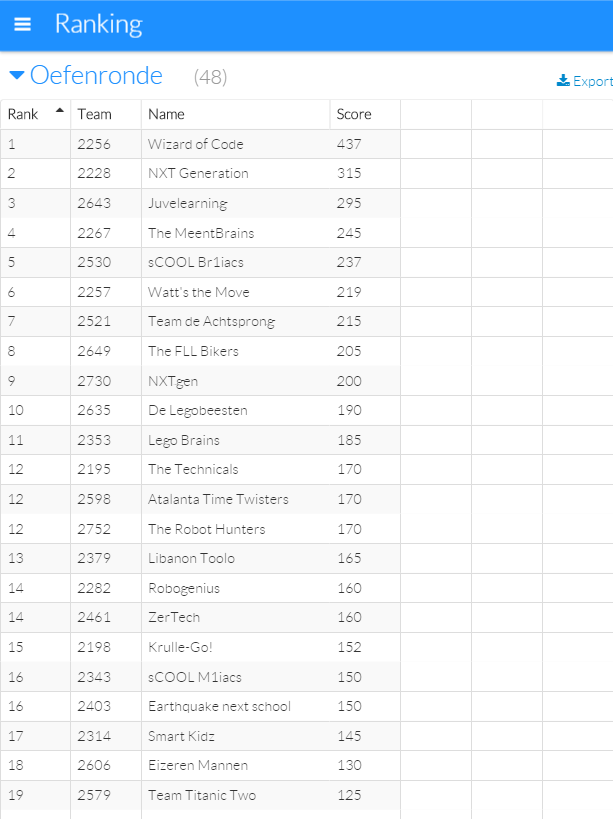 Ranking
Oefenronde (48)
Export
Rank Team Name Score
1 2256 Wizard of Code 437
2 2228 NXT Generation 315
3 2643 Juvelearning 295
4 2267 The MeentBrains 245
5 2530 sCOOL Br1iacs 237
6 2257 Watt's the Move 219
7 2521 Team de Achtsprong 215
8 2649 The FLL Bikers 205
9 2730 NXTgen 200
10 2635 De Legobeesten 190
11 2353 Lego Brains 185
12 2195 The Technicals 170
12 2598 Atalanta Time Twisters 170
12 2752 The Robot Hunters 170
13 2379 Libanon Toolo 165
14 2282 Robogenius 160
14 2461 ZerTech 160
15 2198 Krulle-Go! 152
16 2343 sCOOL M1iacs 150
16 2403 Earthquake next school 150
17 2314 Smart Kidz 145
18 2606 Eizeren Mannen 130
19 2579 Team Titanic Two 125